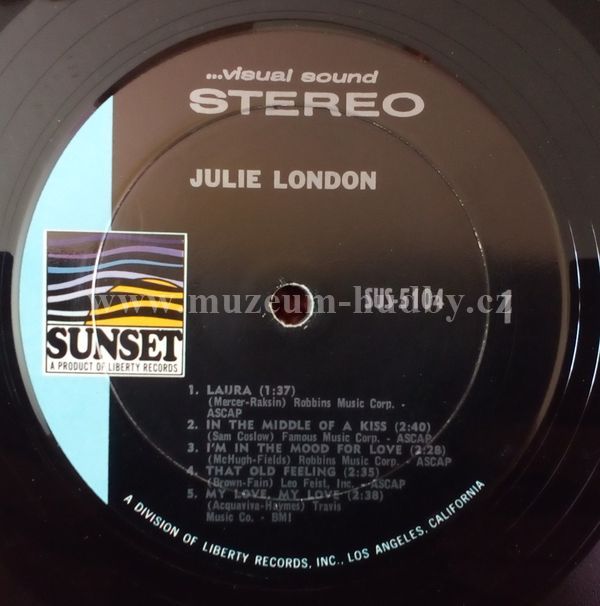 ...visual sound
STEREO
JULIE LONDON
www.muzeum-hudby.cz
SUS-5104
1
SUNSET
A PRODUCT OF LIBERTY RECORDS
1. LAURA (1:37)
(Mercer-Raksin) Robbins Music Corp. -
ASCAP
2. IN THE MIDDLE OF A KISS (2:40)
(Sam Coslow) Famous Music Corp. - ASCAP
3. I'M IN THE MOOD FOR LOVE (2:28)
(McHugh-Fields) Robbins Music Corp. - ASCAP
4. THAT OLD FEELING (2:35)
(Brown-Fain) Leo Feist, Inc. - ASCAP
5. MY LOVE, MY LOVE (2:38)
(Acquaviva-Haymes) Travis
Music Co. - BMI
A DIVISION OF LIBERTY RECORDS, INC., LOS ANGELES, CALIFORNIA